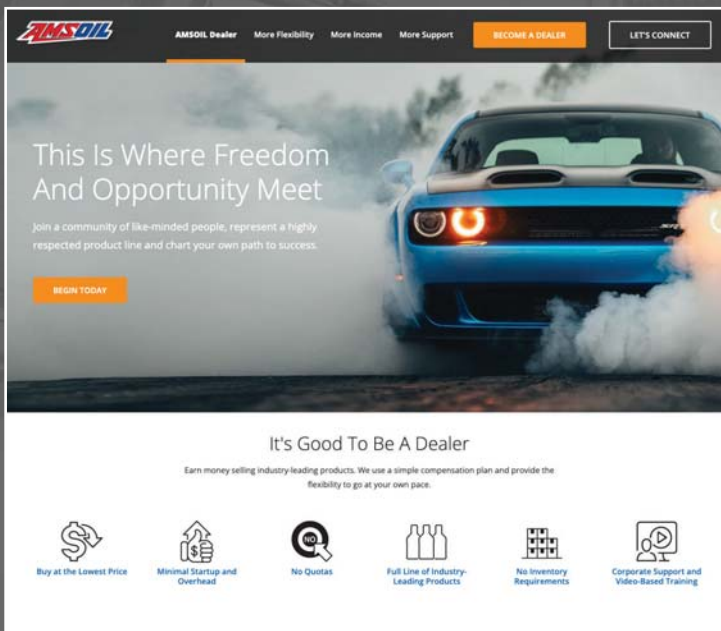 AMSOIL
AMSOIL Dealer More Flexibility More Income More Support BECOME A DEALER LET'S CONNECT
This Is Where Freedom
And Opportunity Meet
Join a community of like-minded people, represent a highly
respected product line and chart your own path to success.
BEGIN TODAY
It's Good To Be A Dealer
Earn money selling industry-leading products. We use a simple compensation plan and provide the
flexibility to go at your own pace.
NO
Buy at the Lowest Price
Minimal Startup and
Overhead
No Quotas
Full Line of Industry-
Leading Products
No Inventory
Requirements
Corporate Support and
Video-Based Training